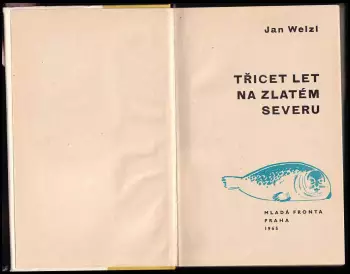 Jan Welzl
TŘICET LET
NA ZLATÉM
SEVERU
MLADÁ FRONTA
PRAHA
1965